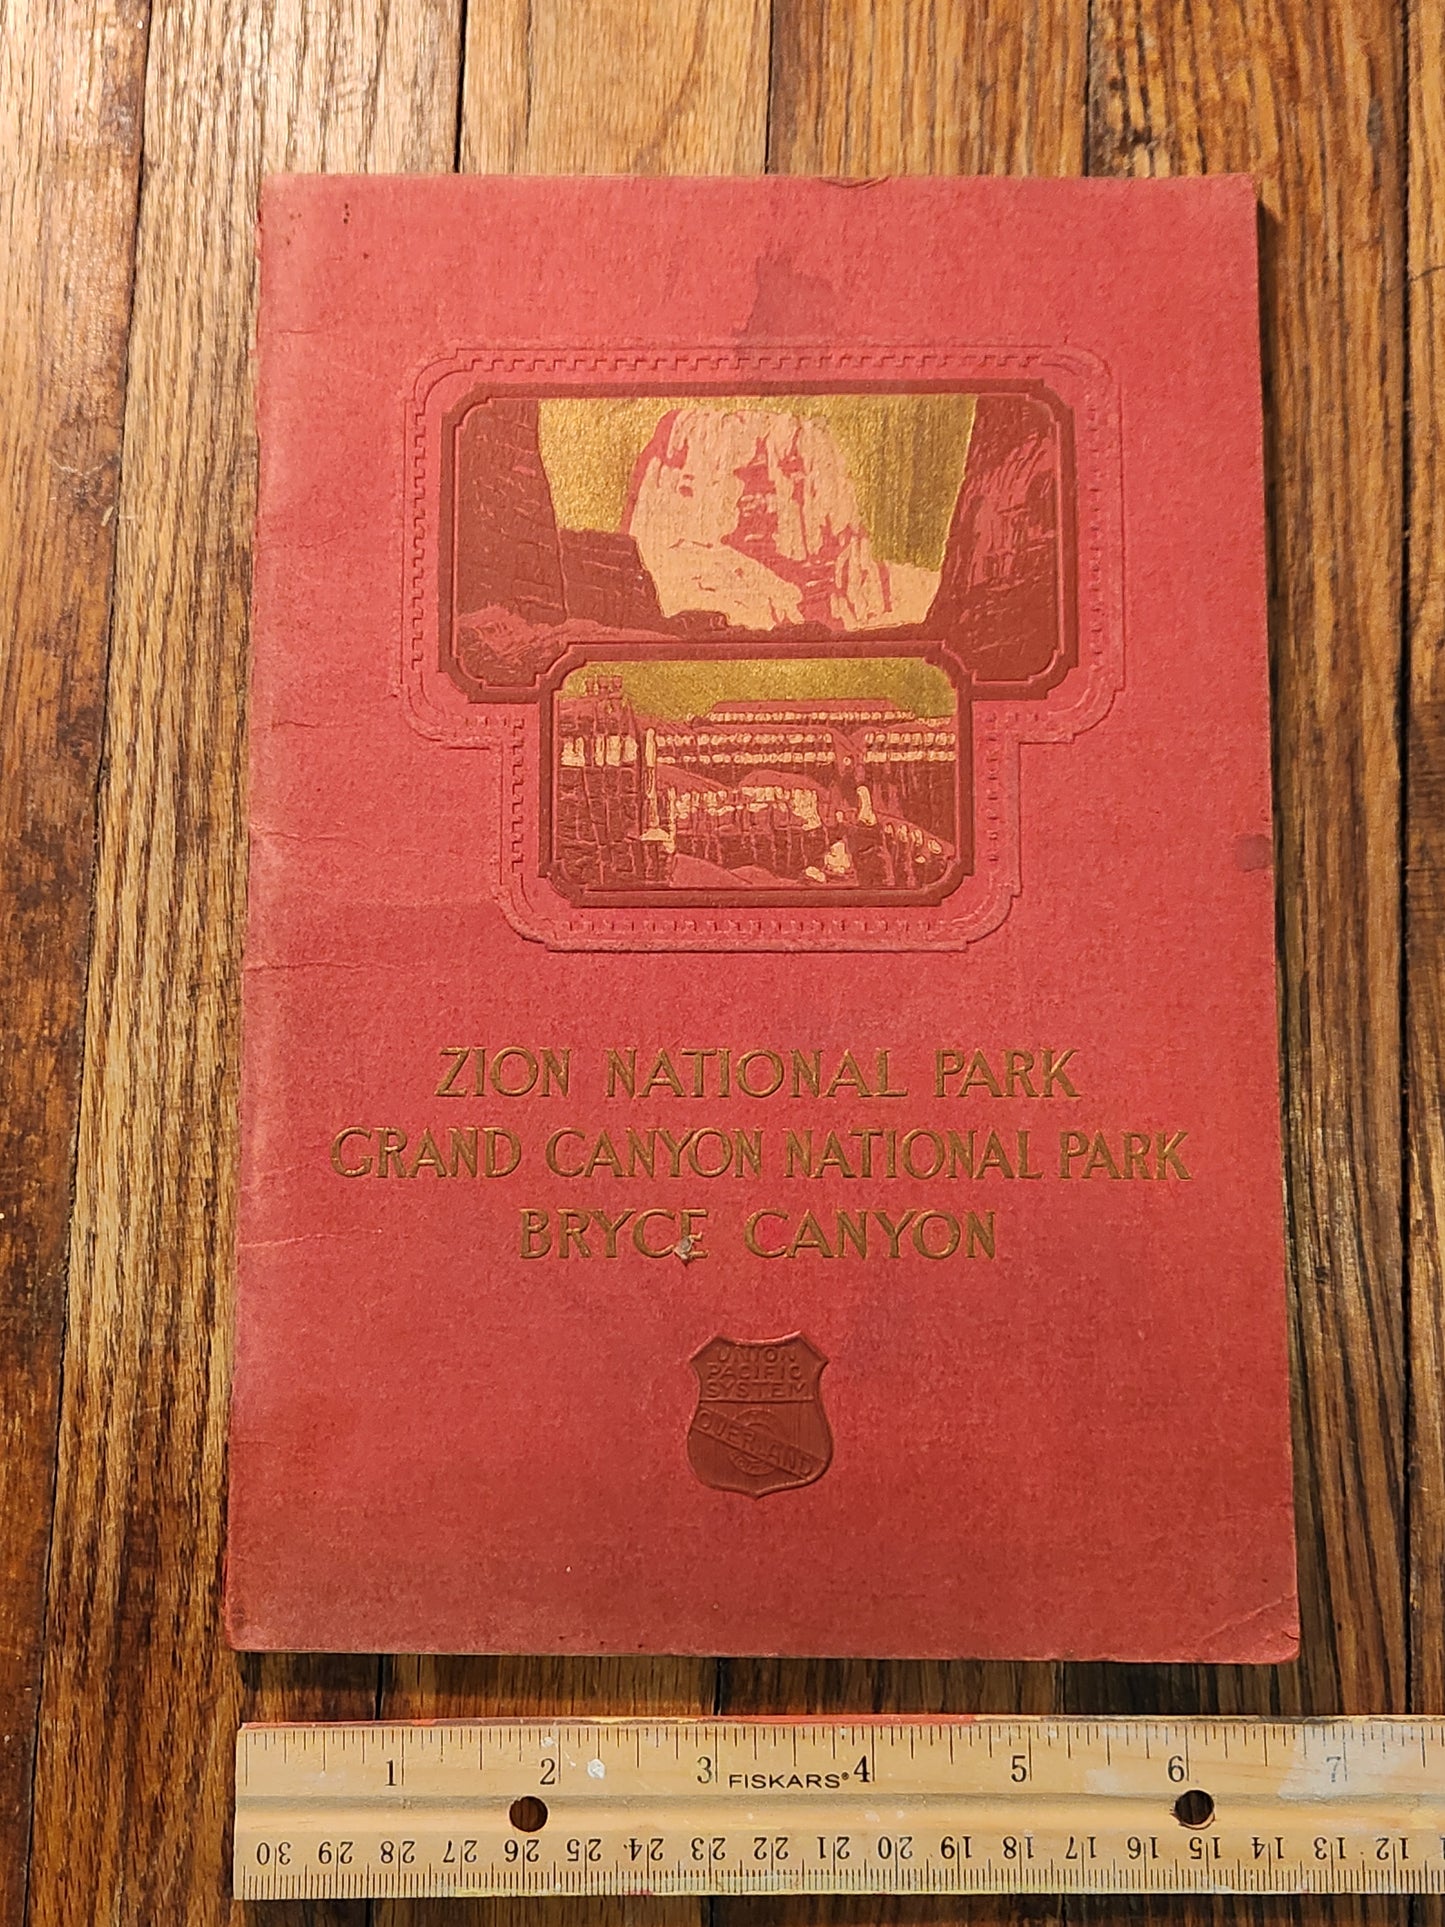 ZION NATIONAL PARK
GRAND CANYON NATIONAL PARK
BRYCE CANYON
UNION
PACIFIC
SYSTEM
OVERLAND
1 2 3 FISKARS® 4 5 6 7
30 29 28 27 26 25 24 23 22 21 20 19 18 17 16 15 14 13 12